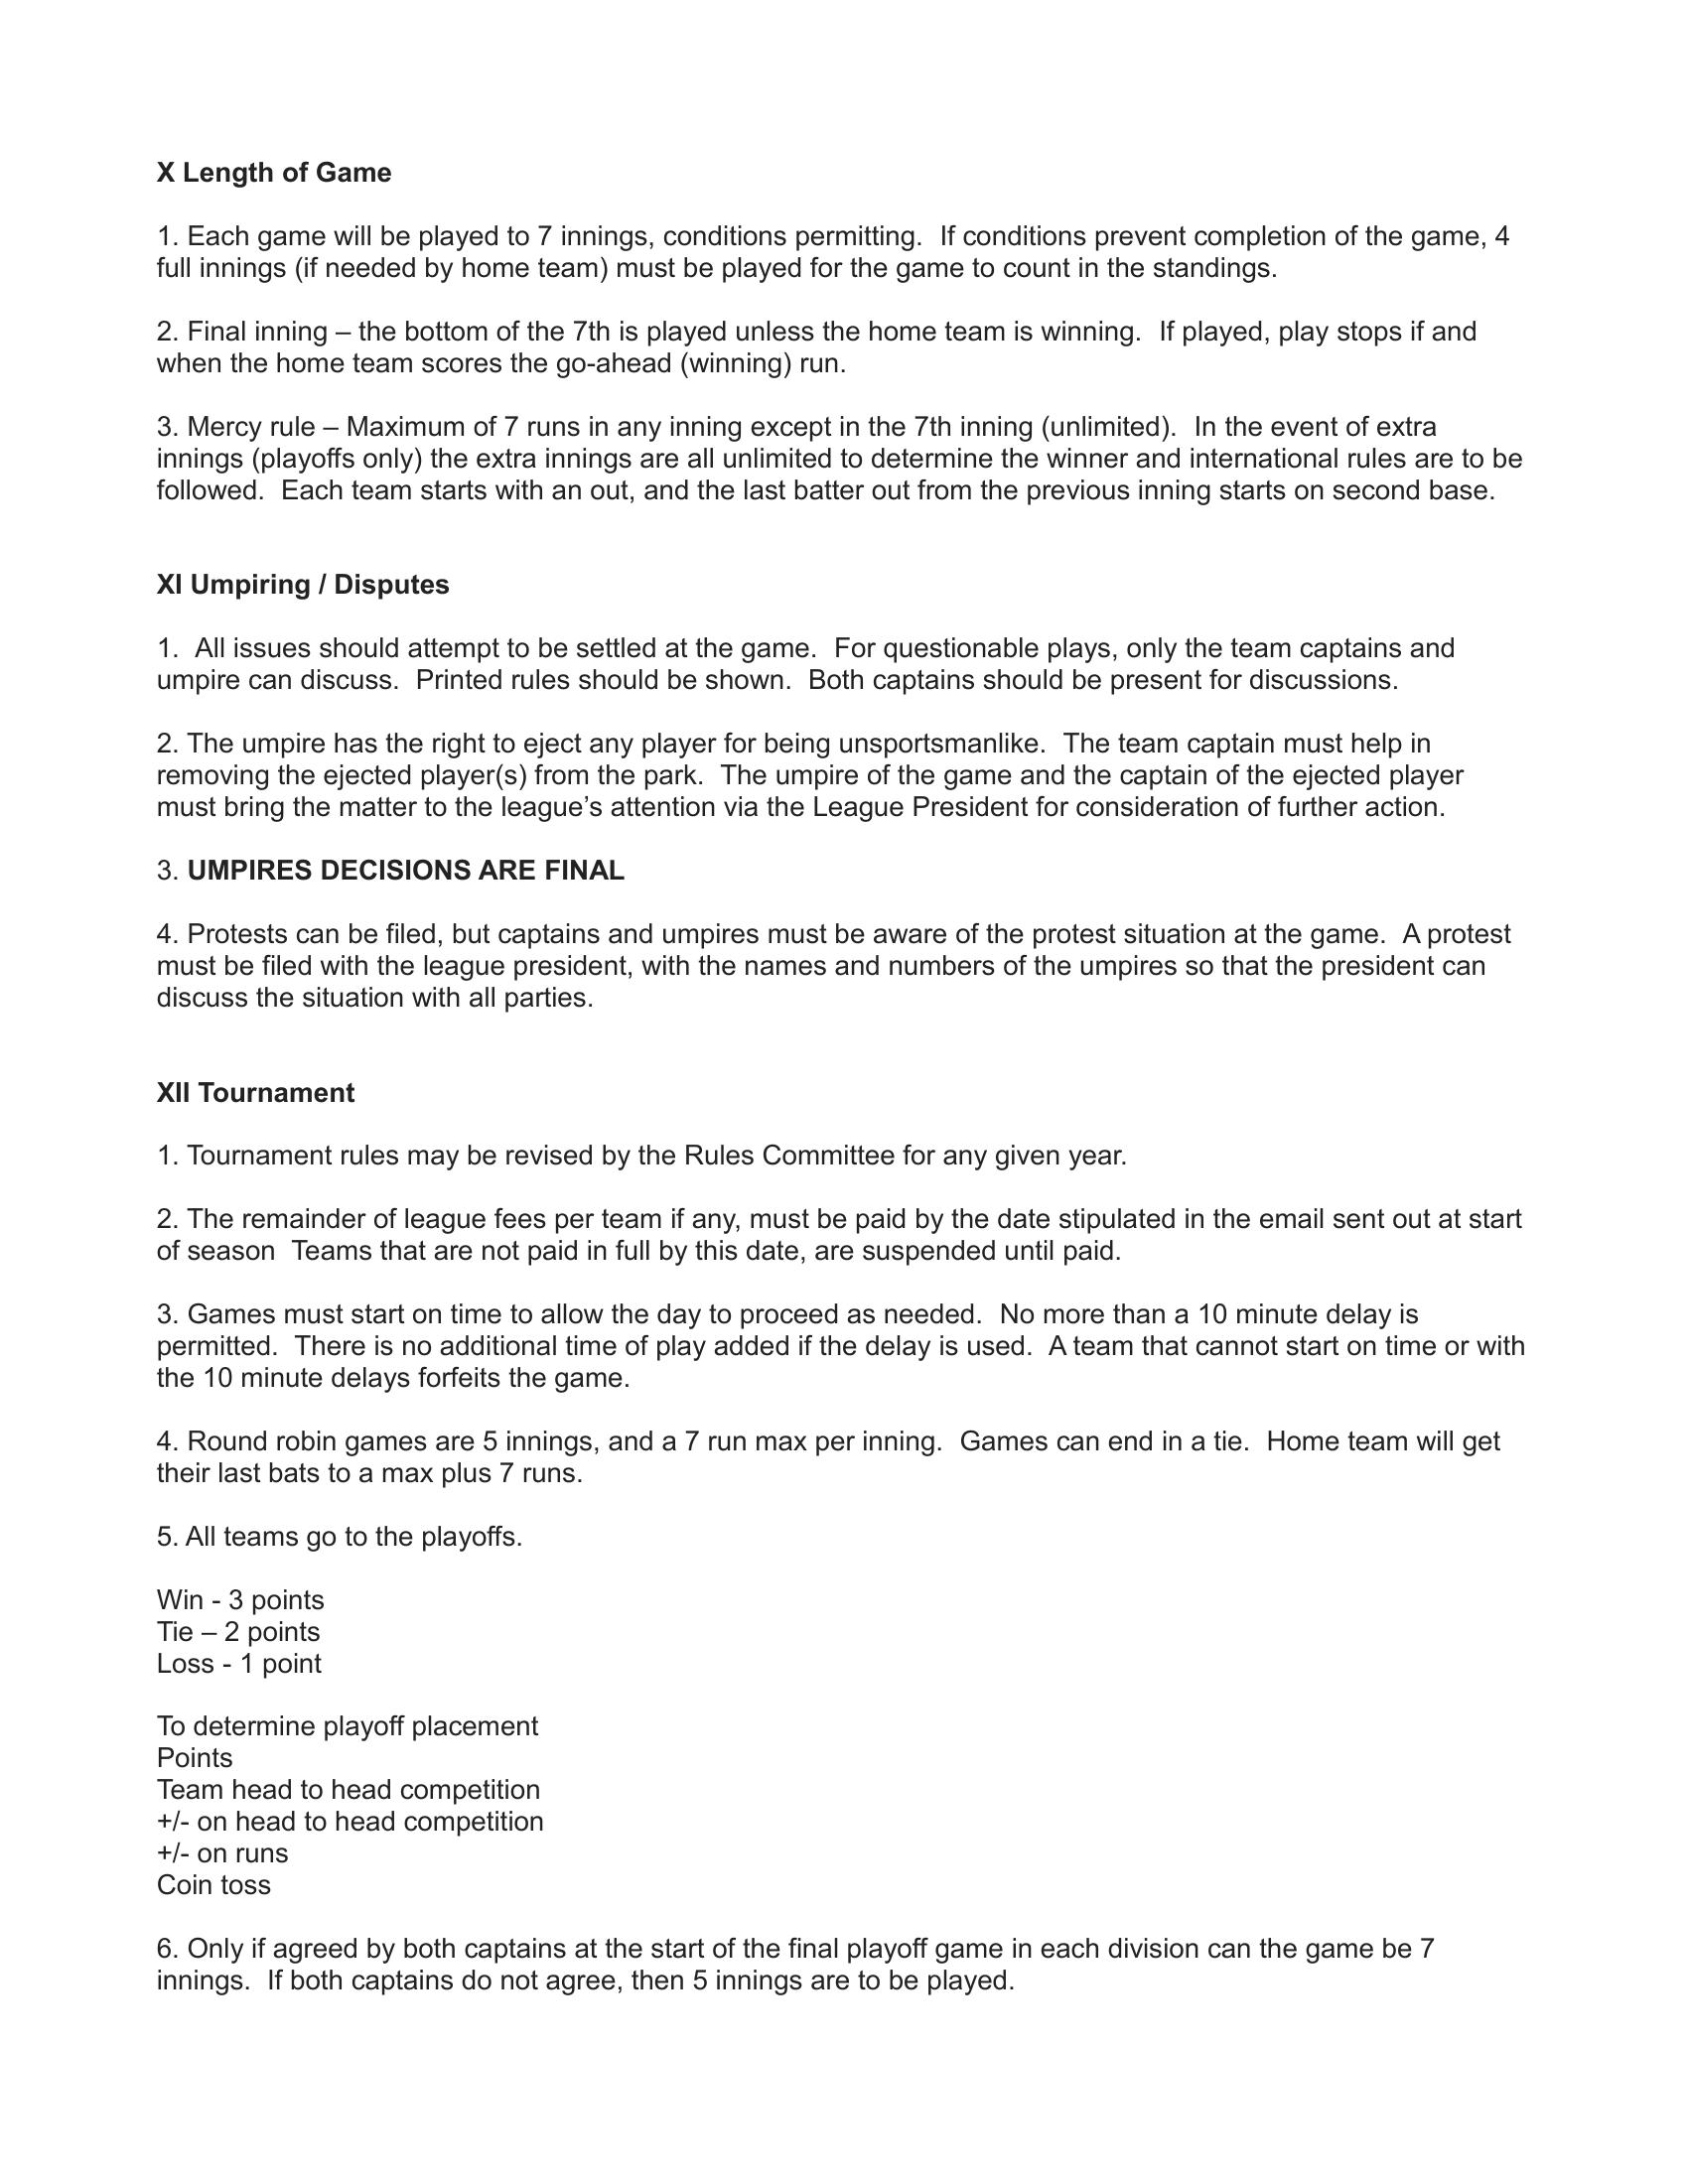 X Length of Game
1. Each game will be played to 7 innings, conditions permitting.  If conditions prevent completion of the game, 4
full innings (if needed by home team) must be played for the game to count in the standings.
2. Final inning – the bottom of the 7th is played unless the home team is winning.  If played, play stops if and
when the home team scores the go-ahead (winning) run.
3. Mercy rule – Maximum of 7 runs in any inning except in the 7th inning (unlimited).  In the event of extra
innings (playoffs only) the extra innings are all unlimited to determine the winner and international rules are to be
followed.  Each team starts with an out, and the last batter out from the previous inning starts on second base.
XI Umpiring / Disputes
1.  All issues should attempt to be settled at the game.  For questionable plays, only the team captains and
umpire can discuss.  Printed rules should be shown.  Both captains should be present for discussions.
2. The umpire has the right to eject any player for being unsportsmanlike.  The team captain must help in
removing the ejected player(s) from the park.  The umpire of the game and the captain of the ejected player
must bring the matter to the league’s attention via the League President for consideration of further action.
3. UMPIRES DECISIONS ARE FINAL
4. Protests can be filed, but captains and umpires must be aware of the protest situation at the game.  A protest
must be filed with the league president, with the names and numbers of the umpires so that the president can
discuss the situation with all parties.
XII Tournament
1. Tournament rules may be revised by the Rules Committee for any given year.
2. The remainder of league fees per team if any, must be paid by the date stipulated in the email sent out at start
of season  Teams that are not paid in full by this date, are suspended until paid.
3. Games must start on time to allow the day to proceed as needed.  No more than a 10 minute delay is
permitted.  There is no additional time of play added if the delay is used.  A team that cannot start on time or with
the 10 minute delays forfeits the game.
4. Round robin games are 5 innings, and a 7 run max per inning.  Games can end in a tie.  Home team will get
their last bats to a max plus 7 runs.
5. All teams go to the playoffs.
Win - 3 points
Tie – 2 points
Loss - 1 point
To determine playoff placement
Points
Team head to head competition
+/- on head to head competition
+/- on runs
Coin toss
6. Only if agreed by both captains at the start of the final playoff game in each division can the game be 7
innings.  If both captains do not agree, then 5 innings are to be played.